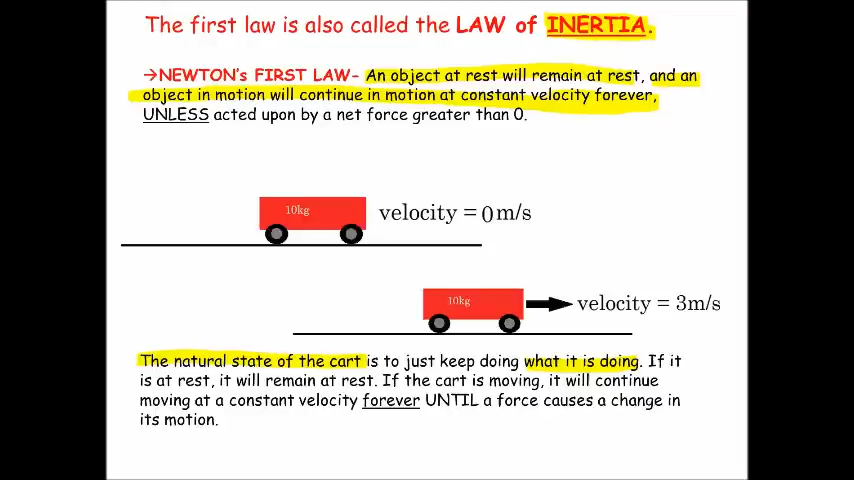 The first law is also called the LAW of INERTIA.
→NEWTON's FIRST LAW- An object at rest will remain at rest, and an
object in motion will continue in motion at constant velocity forever,
UNLESS acted upon by a net force greater than 0.
10kg
velocity = 0m/s
10kg
velocity = 3m/s
The natural state of the cart is to just keep doing what it is doing. If it
is at rest, it will remain at rest. If the cart is moving, it will continue
moving at a constant velocity forever UNTIL a force causes a change in
its motion.